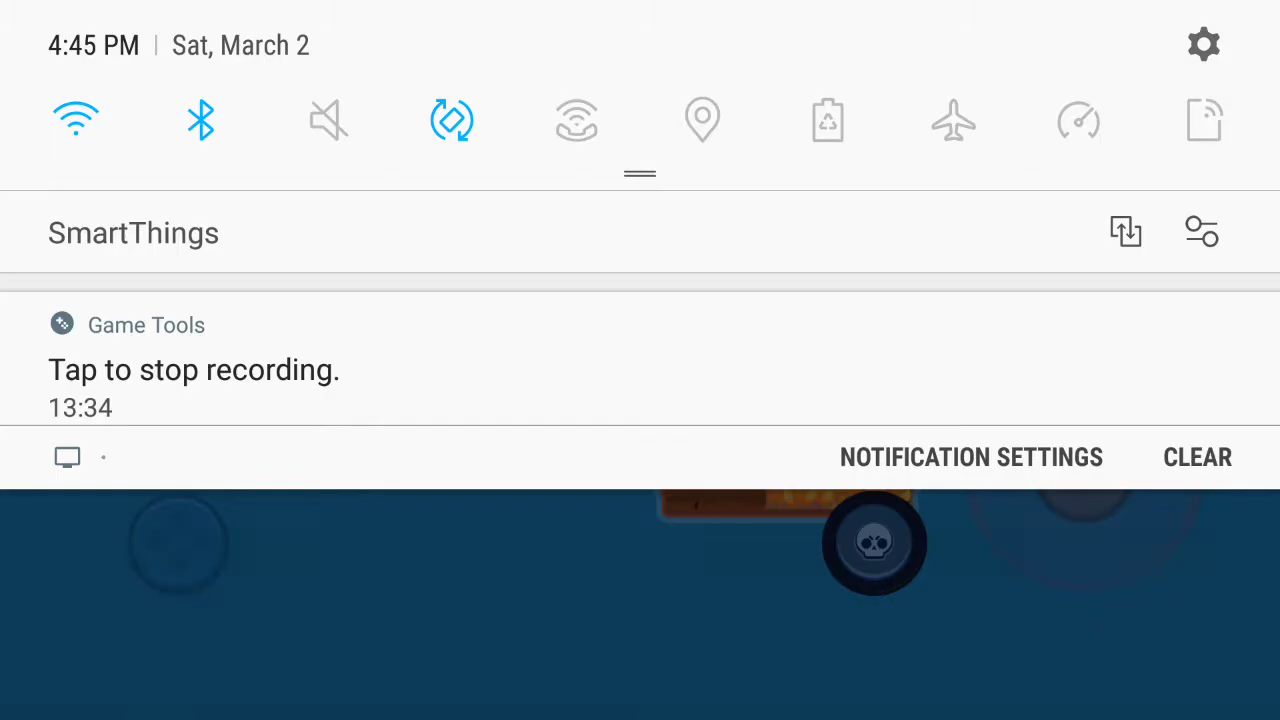 4:45 PM | Sat, March 2
SmartThings
Game Tools
Tap to stop recording.
13:34
NOTIFICATION SETTINGS CLEAR